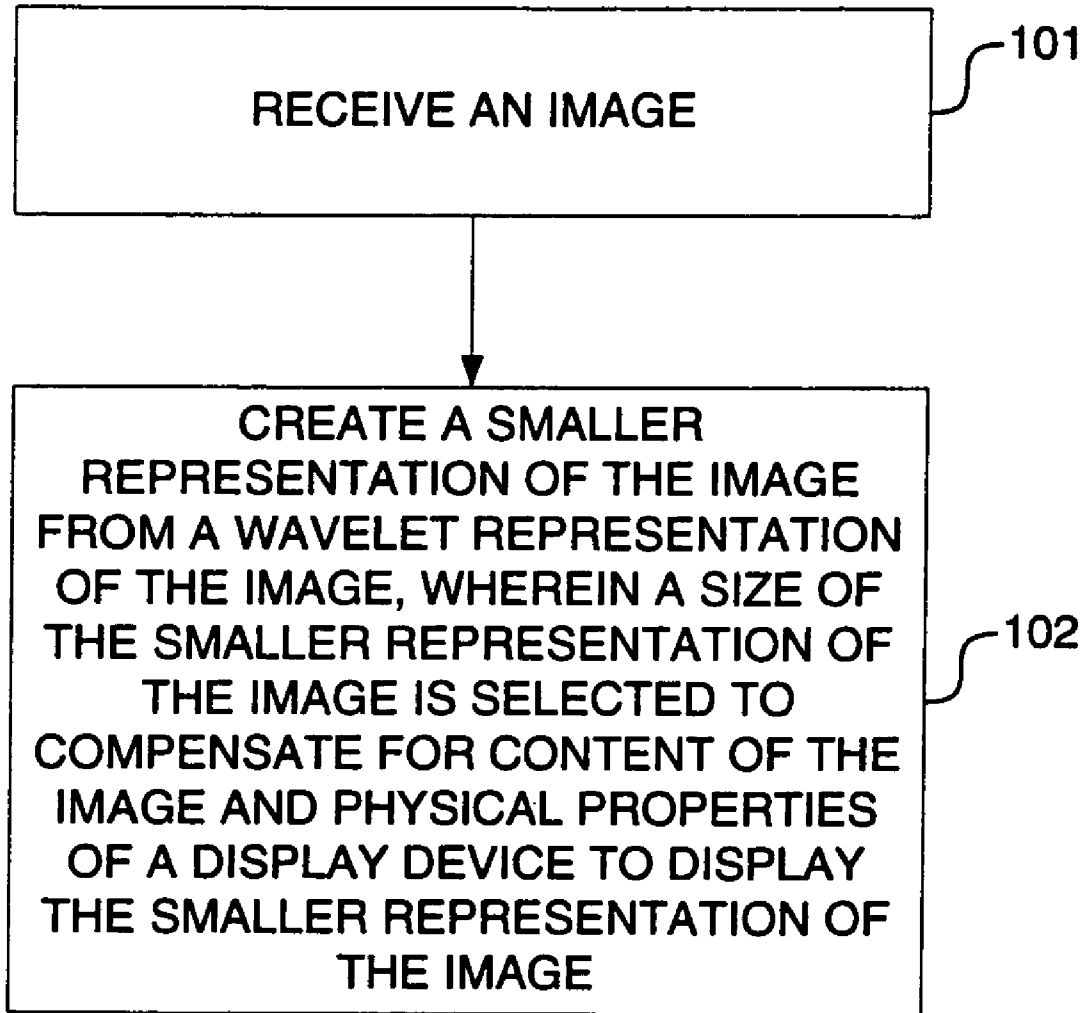 101
RECEIVE AN IMAGE
CREATE A SMALLER
REPRESENTATION OF THE IMAGE
FROM A WAVELET REPRESENTATION
OF THE IMAGE, WHEREIN A SIZE OF
THE SMALLER REPRESENTATION OF
THE IMAGE IS SELECTED TO
COMPENSATE FOR CONTENT OF THE
IMAGE AND PHYSICAL PROPERTIES
OF A DISPLAY DEVICE TO DISPLAY
THE SMALLER REPRESENTATION OF
THE IMAGE
102